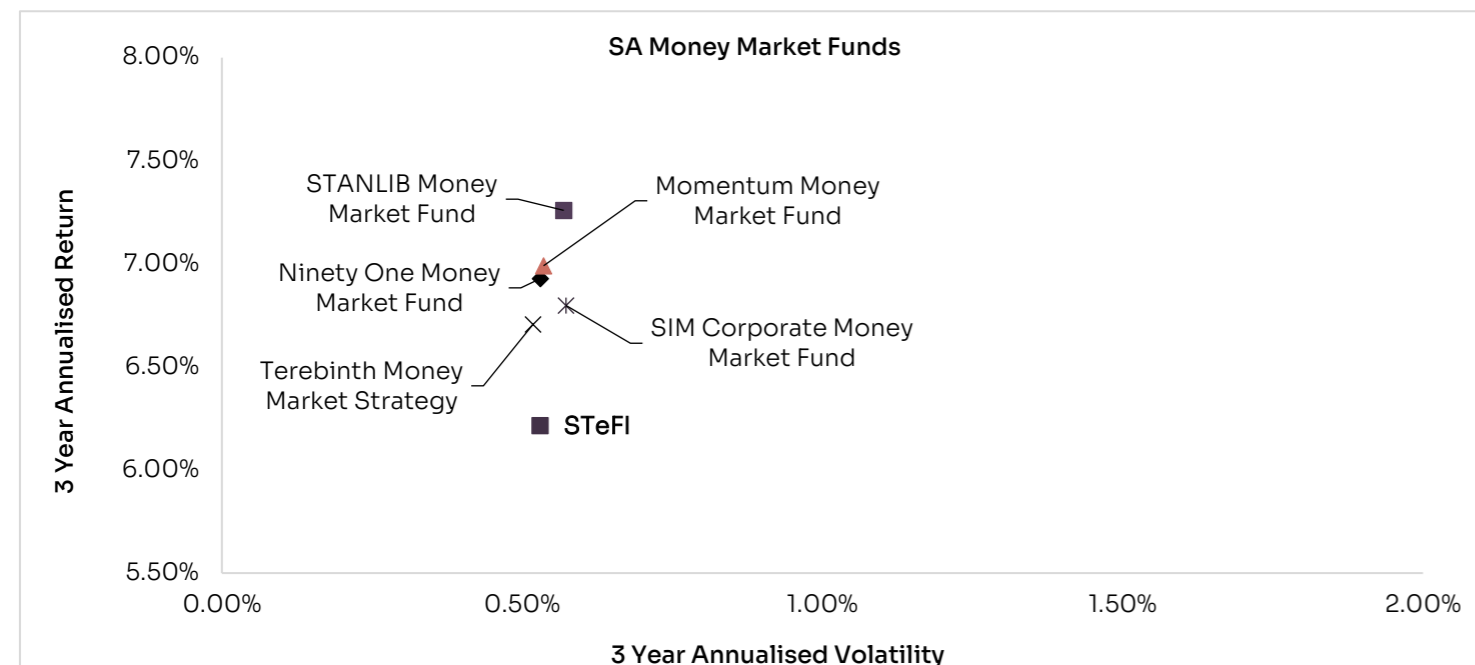 SA Money Market Funds
8.00%
7.50%
7.00%
6.50%
6.00%
5.50%
3 Year Annualised Return
STANLIB Money
Market Fund
Momentum Money
Market Fund
Ninety One Money
Market Fund
SIM Corporate Money
Market Fund
Terebinth Money
Market Strategy
STeFI
0.00%
0.50%
1.00%
1.50%
2.00%
3 Year Annualised Volatility